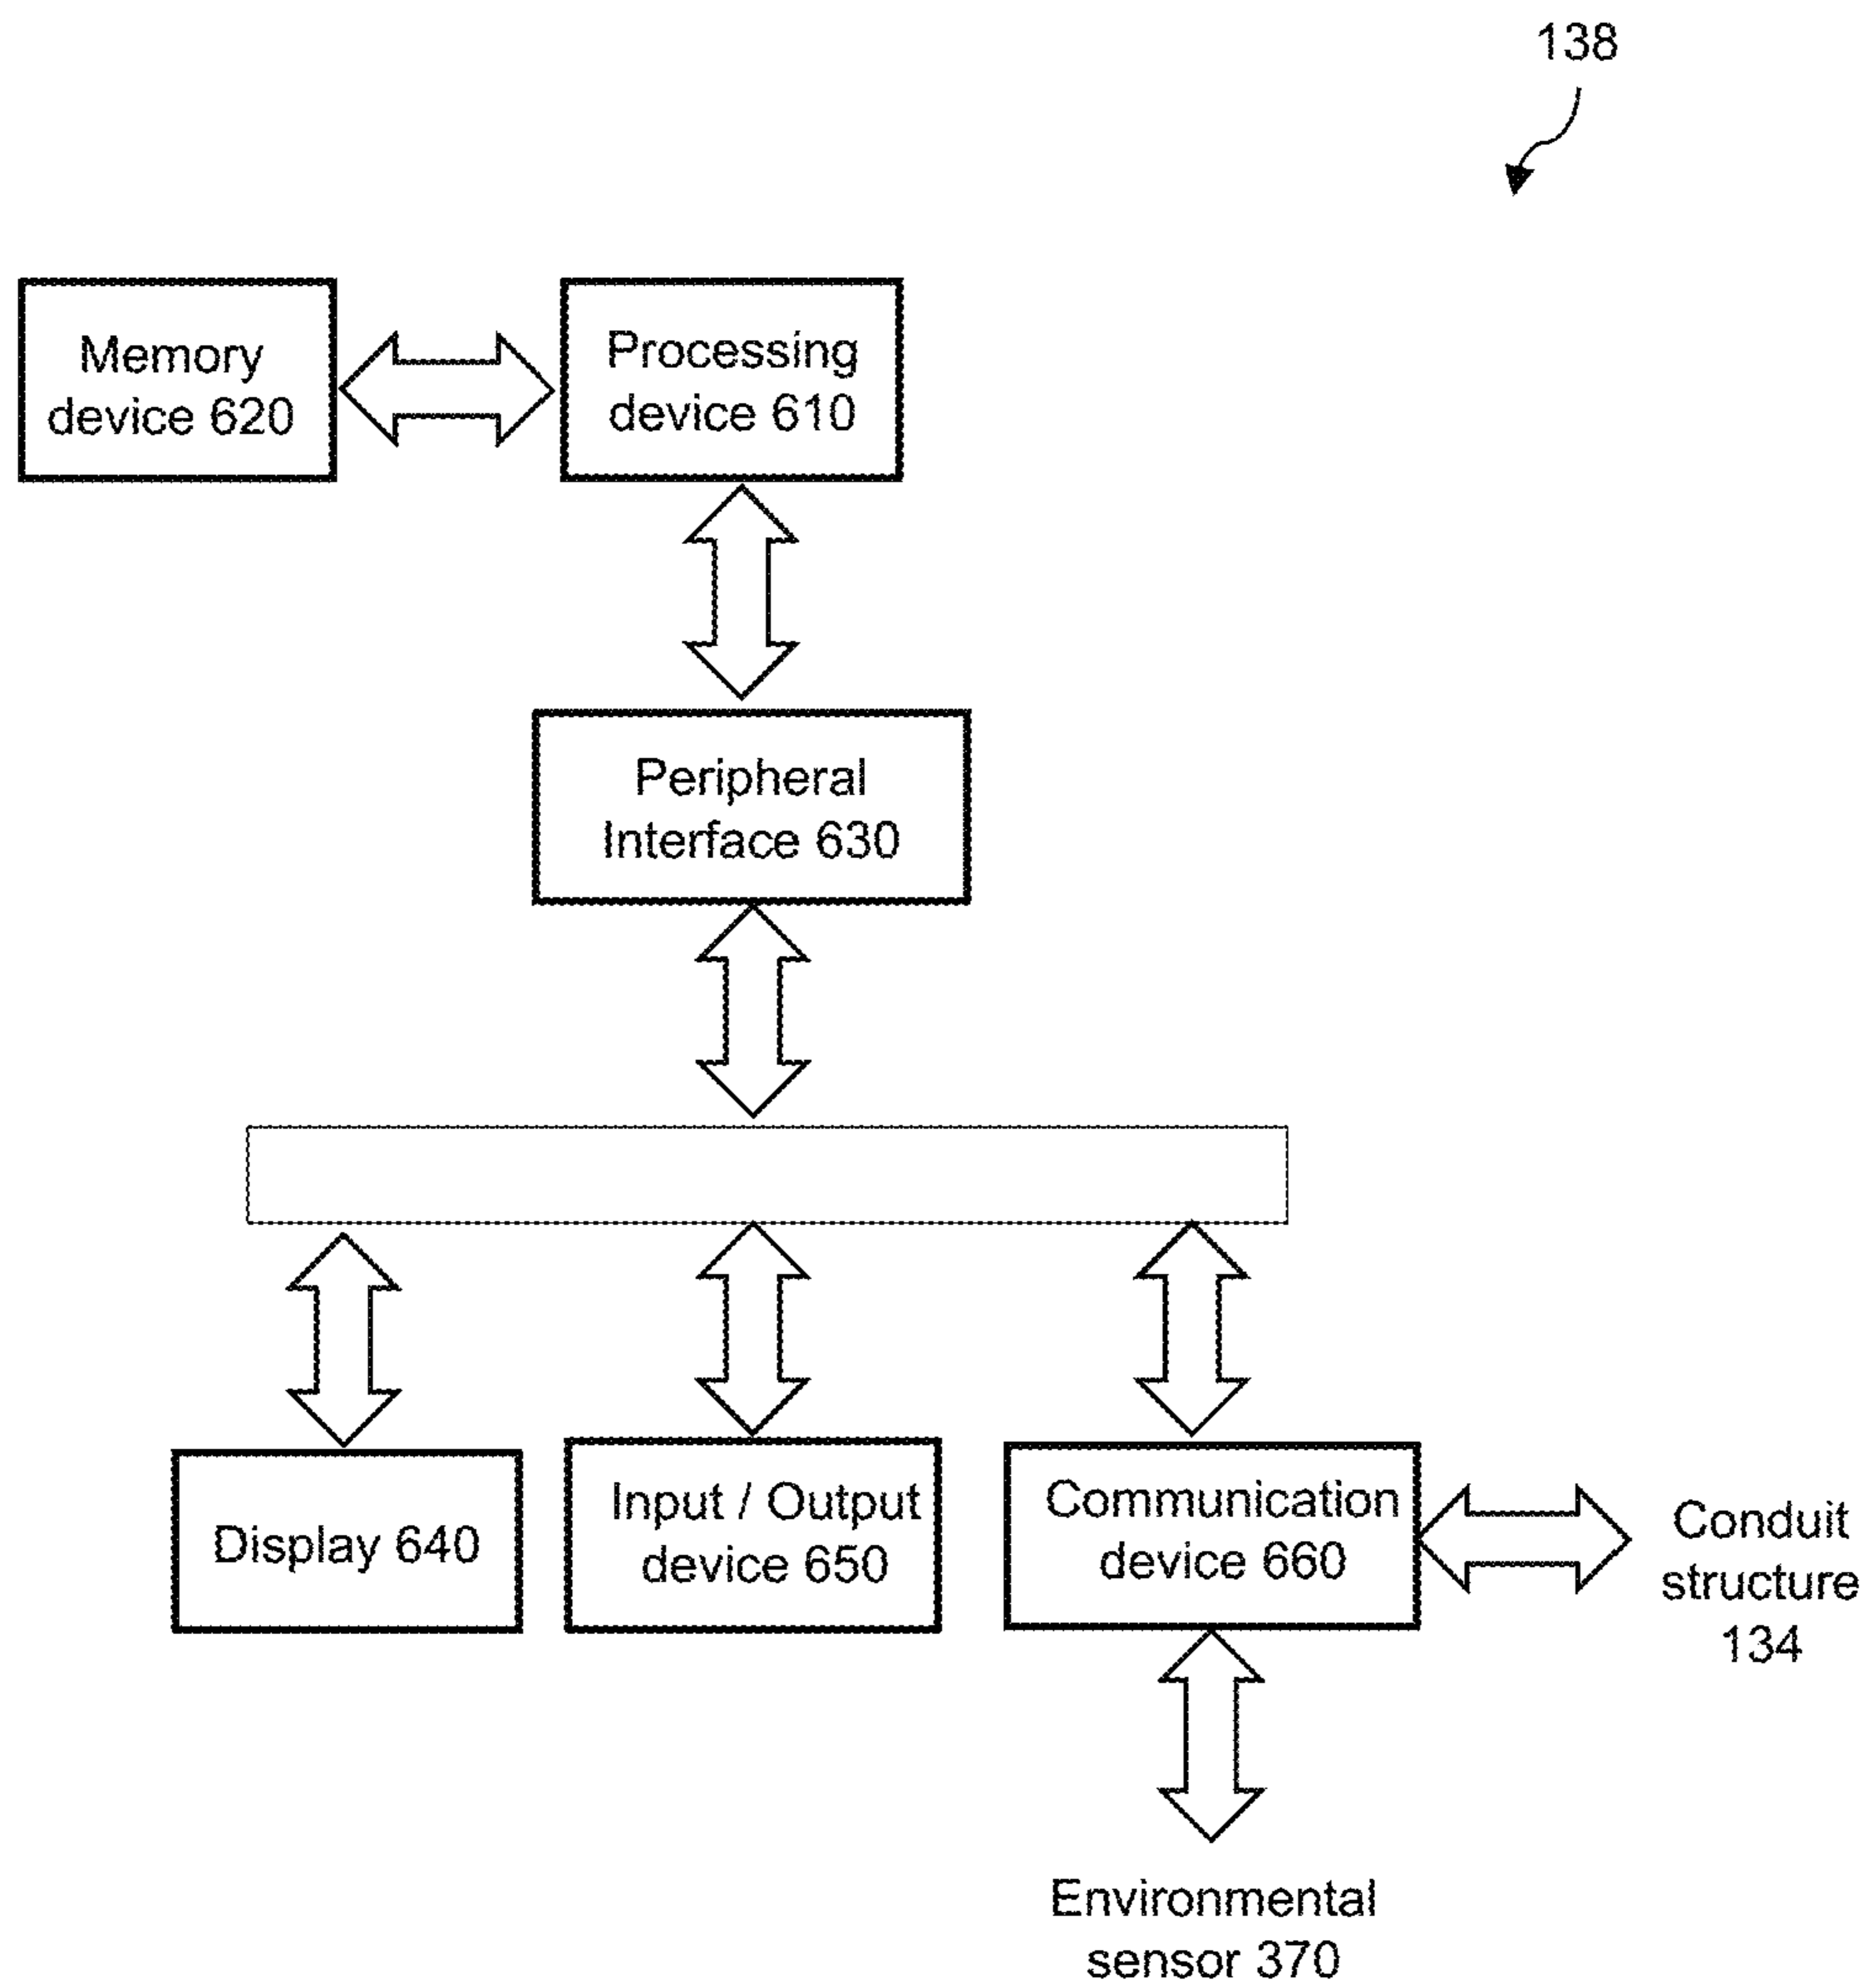 138
Memory
device 620
Processing
device 610
Peripheral
Interface 630
Display 640
Input / Output
device 650
Communication
device 660
Conduit
structure
134
Environmental
sensor 370